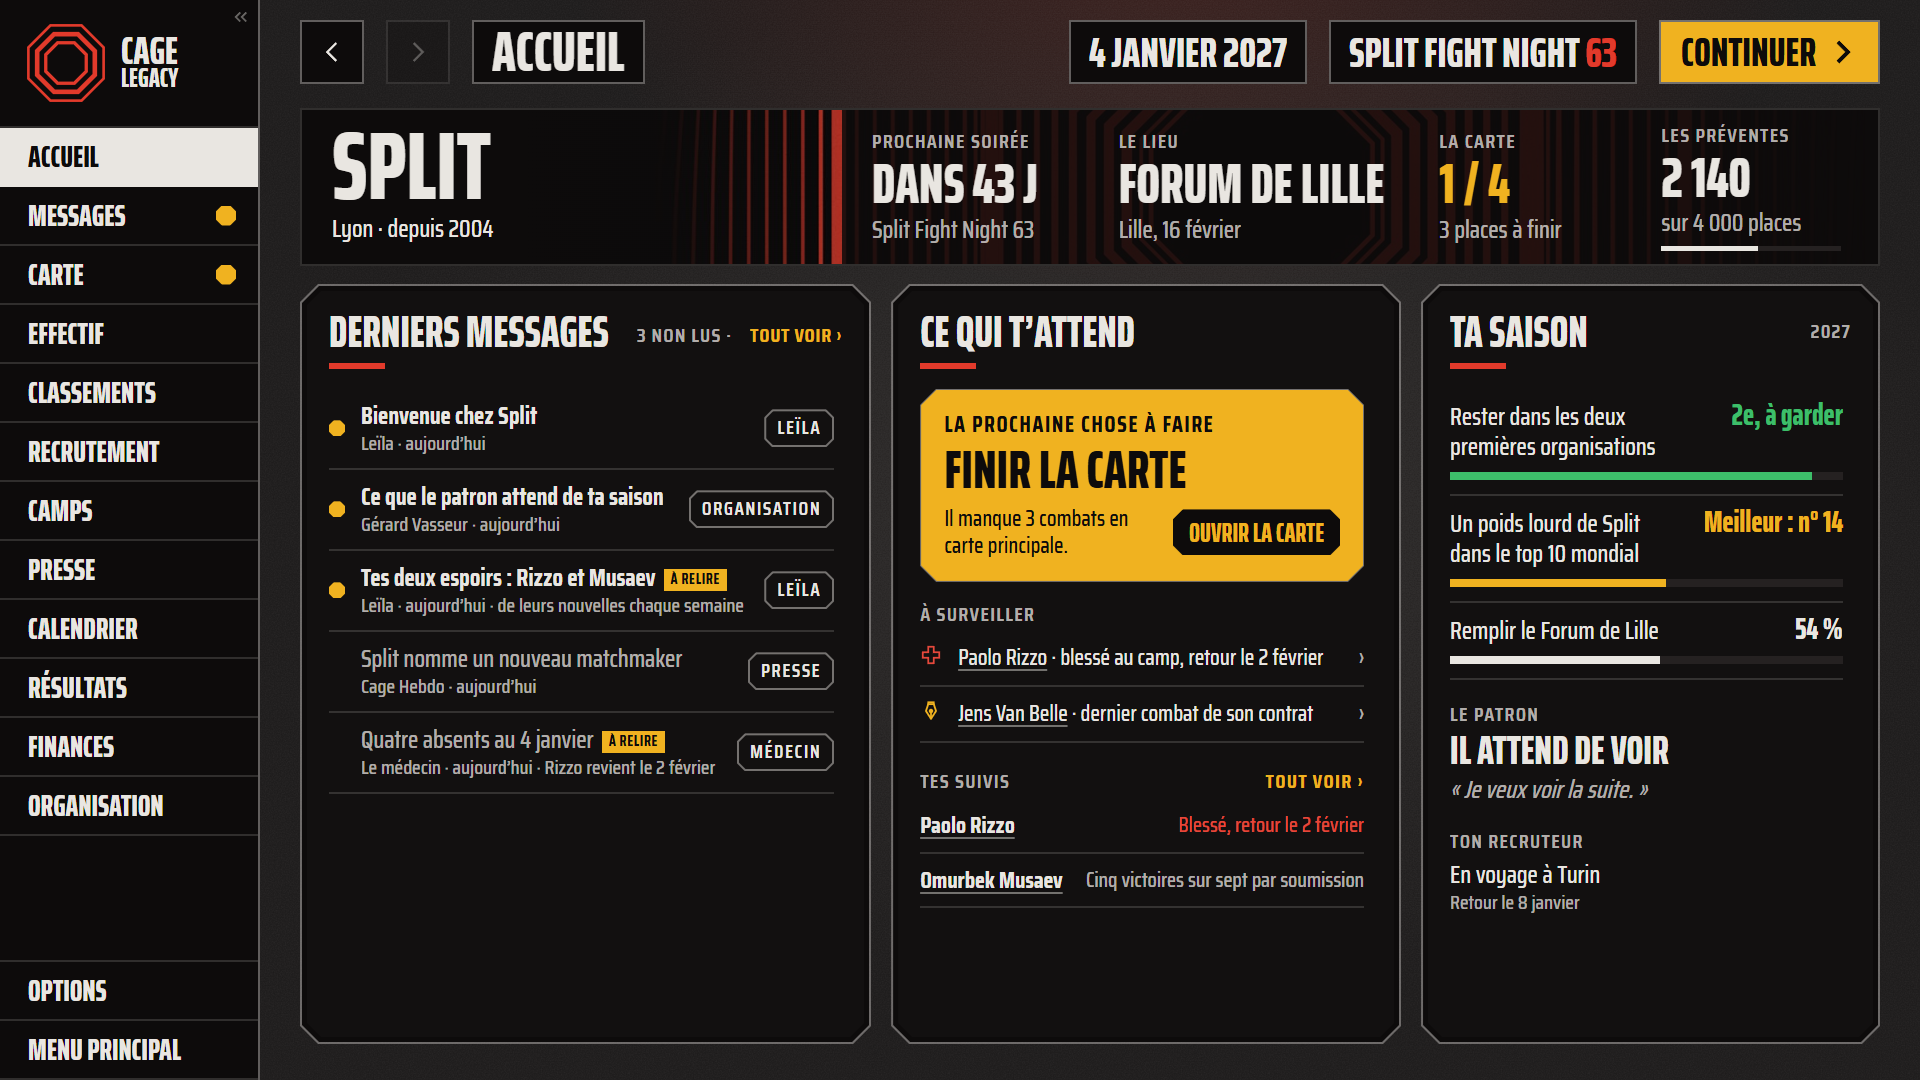 «
CAGE
LEGACY
ACCUEIL
MESSAGES
CARTE
EFFECTIF
CLASSEMENTS
RECRUTEMENT
CAMPS
PRESSE
CALENDRIER
RÉSULTATS
FINANCES
ORGANISATION
OPTIONS
MENU PRINCIPAL
ACCUEIL
4 JANVIER 2027
SPLIT FIGHT NIGHT 63
CONTINUER
SPLIT
Lyon · depuis 2004
PROCHAINE SOIRÉE
DANS 43 J
Split Fight Night 63
LE LIEU
FORUM DE LILLE
Lille, 16 février
LA CARTE
1 / 4
3 places à finir
LES PRÉVENTES
2 140
sur 4 000 places
DERNIERS MESSAGES
3 NON LUS · TOUT VOIR ›
Bienvenue chez Split
Leïla · aujourd’hui
LEÏLA
Ce que le patron attend de ta saison
Gérard Vasseur · aujourd’hui
ORGANISATION
Tes deux espoirs : Rizzo et Musaev À RELIRE
Leïla · aujourd’hui · de leurs nouvelles chaque semaine
LEÏLA
Split nomme un nouveau matchmaker
Cage Hebdo · aujourd’hui
PRESSE
Quatre absents au 4 janvier À RELIRE
Le médecin · aujourd’hui · Rizzo revient le 2 février
MÉDECIN
CE QUI T’ATTEND
LA PROCHAINE CHOSE À FAIRE
FINIR LA CARTE
Il manque 3 combats en
carte principale.
OUVRIR LA CARTE
À SURVEILLER
Paolo Rizzo · blessé au camp, retour le 2 février ›
Jens Van Belle · dernier combat de son contrat ›
TES SUIVIS
TOUT VOIR ›
Paolo Rizzo
Blessé, retour le 2 février
Omurbek Musaev
Cinq victoires sur sept par soumission
TA SAISON
2027
Rester dans les deux
premières organisations
2e, à garder
Un poids lourd de Split
dans le top 10 mondial
Meilleur : n° 14
Remplir le Forum de Lille
54 %
LE PATRON
IL ATTEND DE VOIR
« Je veux voir la suite. »
TON RECRUTEUR
En voyage à Turin
Retour le 8 janvier